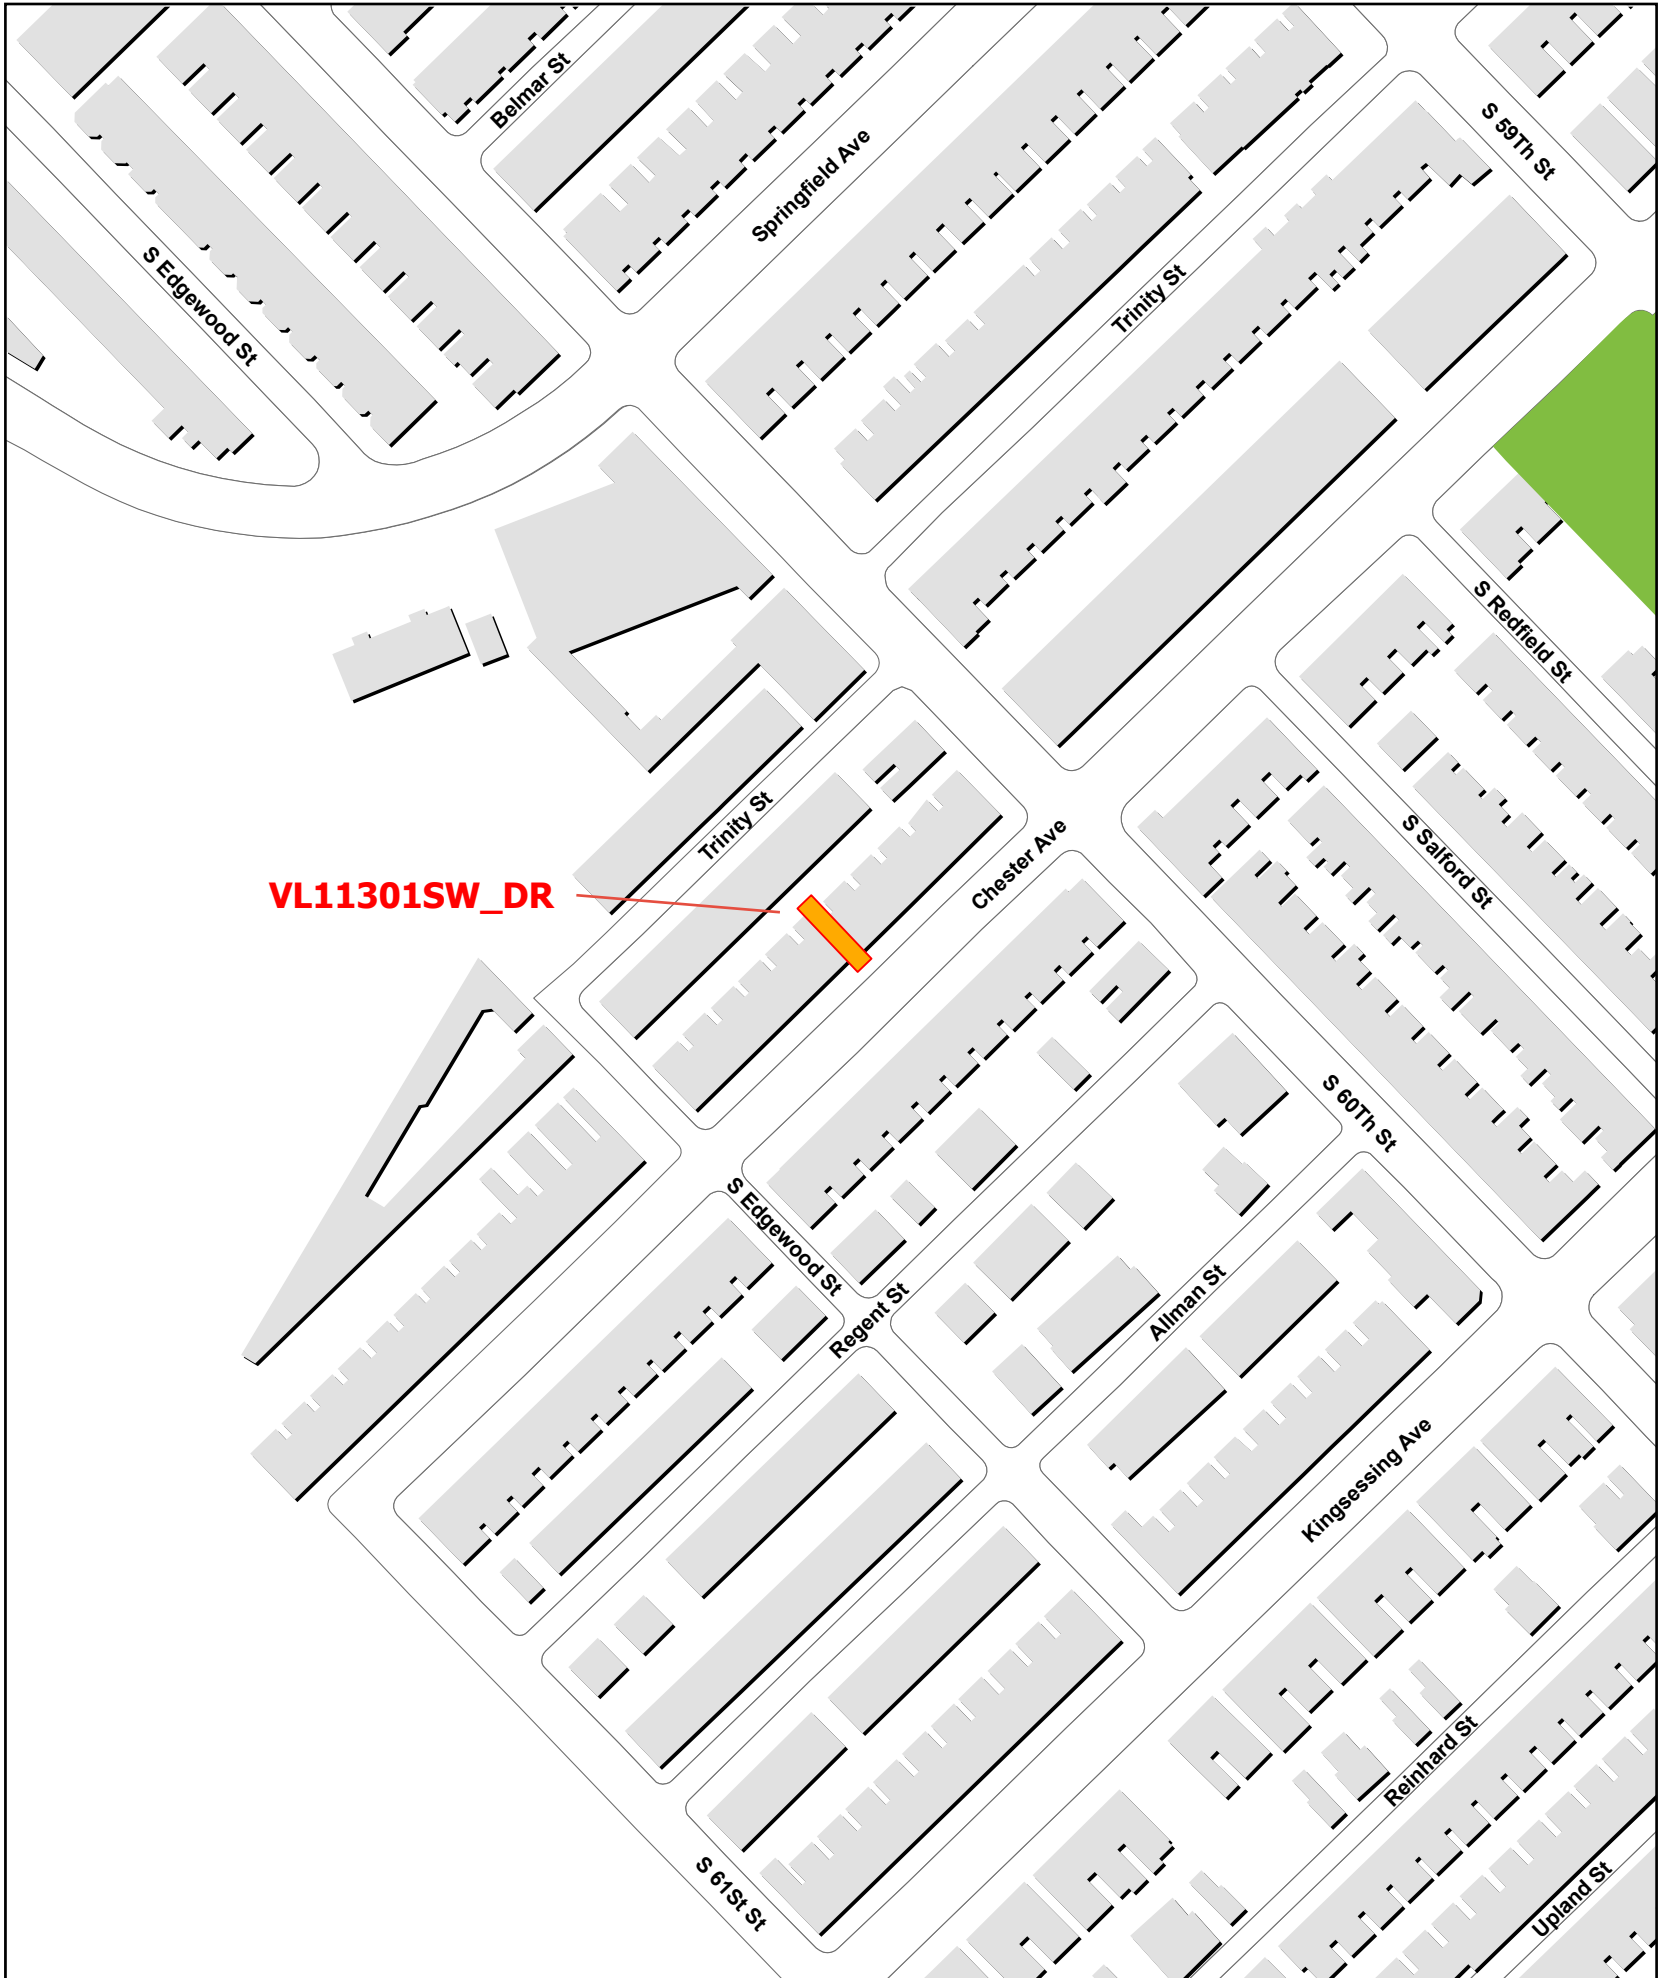 Belmar St
S 59Th St
Springfield Ave
S Edgewood St
Trinity St
S Redfield St
Trinity St
Chester Ave
S Salford St
VL11301SW_DR
S 60Th St
S Edgewood St
Regent St
Allman St
Kingsessing Ave
Reinhard St
S 61St St
Upland St